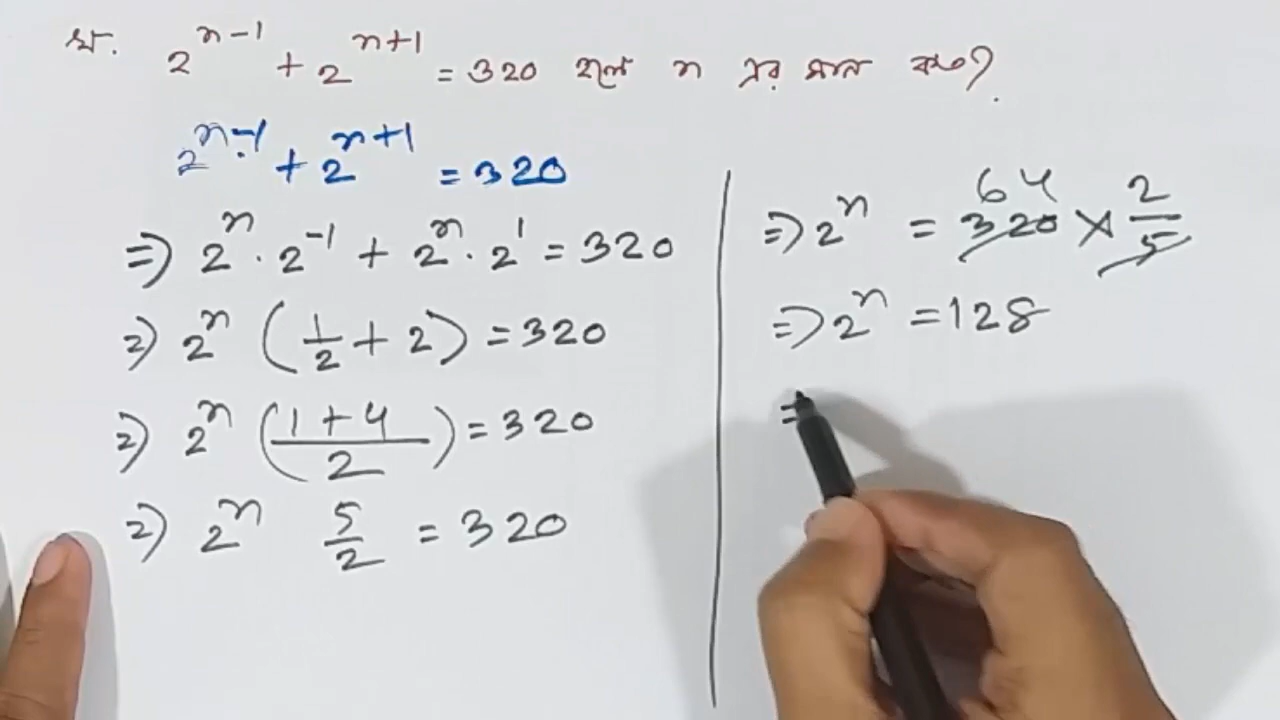 খ. 2^{n-1} + 2^{n+1} = 320 হলে n এর মান কত?
2^{n-1} + 2^{n+1} = 320
⇒ 2^n · 2^{-1} + 2^n · 2^1 = 320
⇒ 2^n (1/2 + 2) = 320
⇒ 2^n ((1+4)/2) = 320
⇒ 2^n 5/2 = 320
64
⇒ 2^n = 320 × 2/5
⇒ 2^n = 128
=